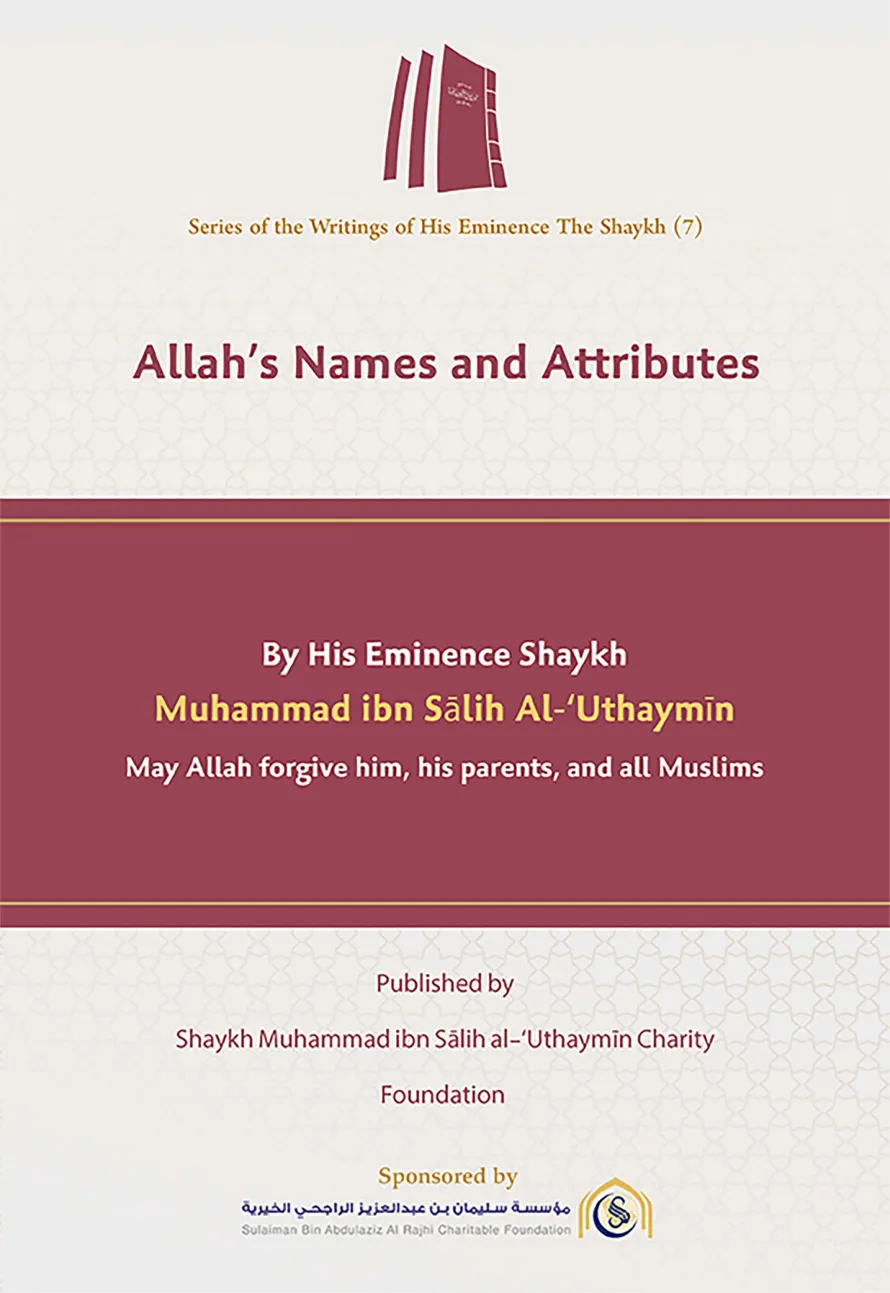 Series of the Writings of His Eminence The Shaykh (7)
Allah’s Names and Attributes
By His Eminence Shaykh
Muhammad ibn Sālih Al-‘Uthaymīn
May Allah forgive him, his parents, and all Muslims
Published by
Shaykh Muhammad ibn Sālih al-‘Uthaymīn Charity
Foundation
Sponsored by
مؤسسة سليمان بن عبدالعزيز الراجحي الخيرية
Sulaiman Bin Abdulaziz Al Rajhi Charitable Foundation